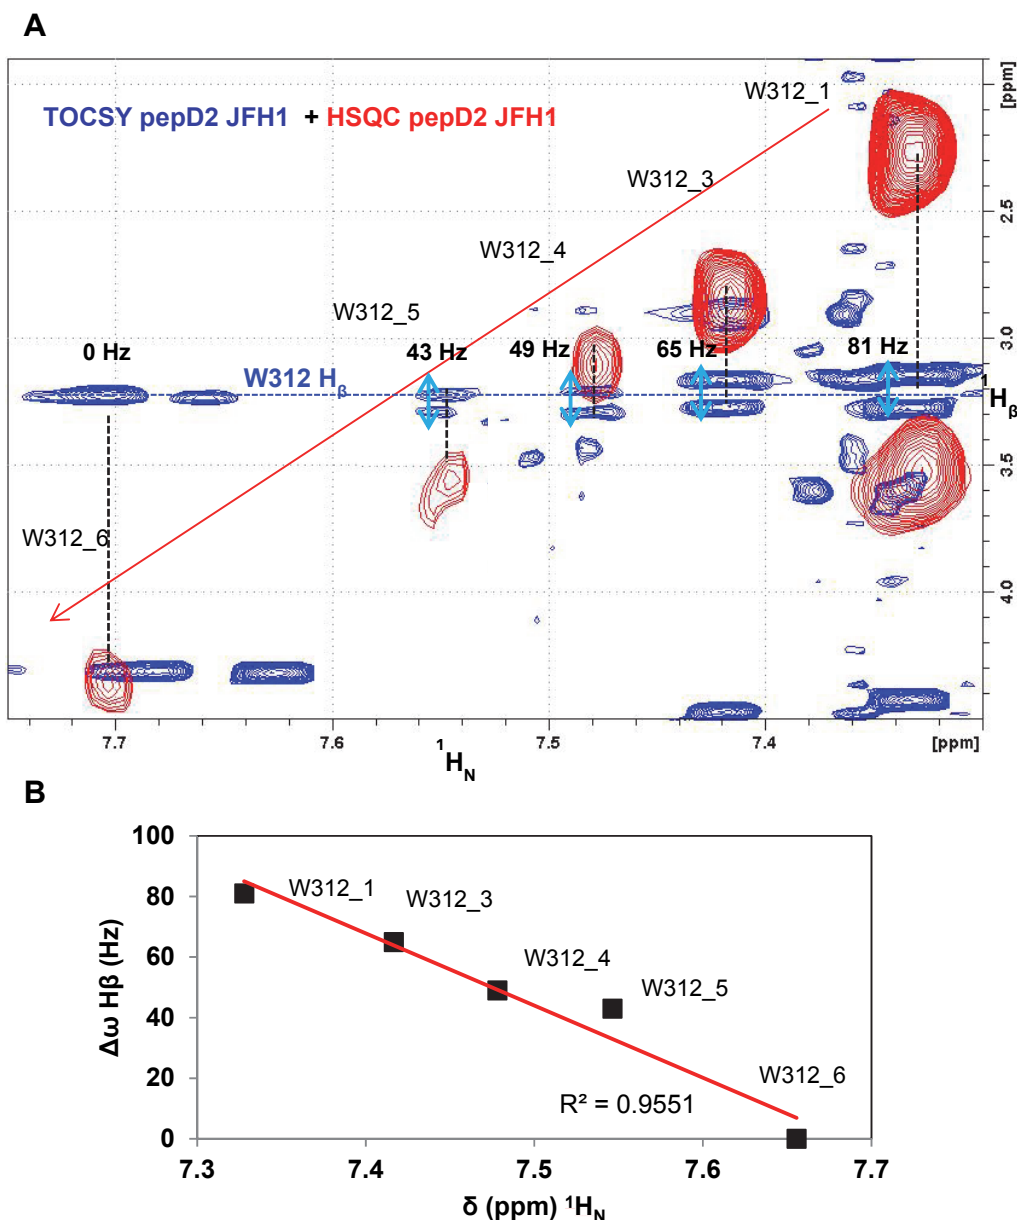 A
TOCSY pepD2 JFH1 + HSQC pepD2 JFH1
W312_1
[ppm]
W312_3
2.5
W312_4
W312_5
0 Hz
43 Hz
49 Hz
65 Hz
81 Hz
3.0
W312 Hβ
1Hβ
3.5
W312_6
4.0
7.7
7.6
7.5
7.4
[ppm]
1HN
B
100
80
60
40
20
0
Δω Hβ (Hz)
W312_1
W312_3
W312_4
W312_5
W312_6
R² = 0.9551
7.3
7.4
7.5
7.6
7.7
δ (ppm) ¹HN